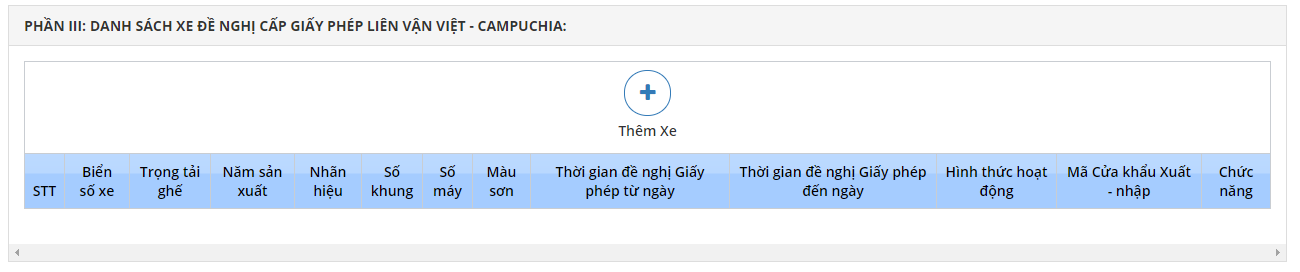 PHẦN III: DANH SÁCH XE ĐỀ NGHỊ CẤP GIẤY PHÉP LIÊN VẬN VIỆT - CAMPUCHIA:
Thêm Xe
STT
Biển
số xe
Trọng tải
ghế
Năm sản
xuất
Nhãn
hiệu
Số
khung
Số
máy
Màu
sơn
Thời gian đề nghị Giấy
phép từ ngày
Thời gian đề nghị Giấy phép
đến ngày
Hình thức hoạt
động
Mã Cửa khẩu Xuất
- nhập
Chức
năng